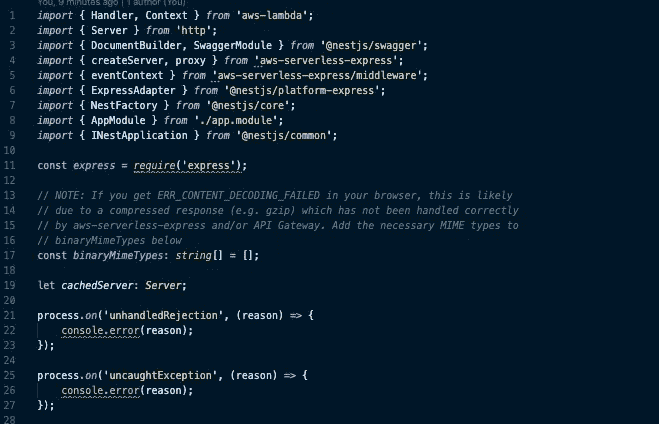 You, 9 minutes ago | 1 author (You)
1 import { Handler, Context } from 'aws-lambda';
2 import { Server } from 'http';
3 import { DocumentBuilder, SwaggerModule } from '@nestjs/swagger';
4 import { createServer, proxy } from 'aws-serverless-express';
5 import { eventContext } from 'aws-serverless-express/middleware';
6 import { ExpressAdapter } from '@nestjs/platform-express';
7 import { NestFactory } from '@nestjs/core';
8 import { AppModule } from './app.module';
9 import { INestApplication } from '@nestjs/common';
10
11 const express = require('express');
12
13 // NOTE: If you get ERR_CONTENT_DECODING_FAILED in your browser, this is likely
14 // due to a compressed response (e.g. gzip) which has not been handled correctly
15 // by aws-serverless-express and/or API Gateway. Add the necessary MIME types to
16 // binaryMimeTypes below
17 const binaryMimeTypes: string[] = [];
18
19 let cachedServer: Server;
20
21 process.on('unhandledRejection', (reason) => {
22 console.error(reason);
23 });
24
25 process.on('uncaughtException', (reason) => {
26 console.error(reason);
27 });
28